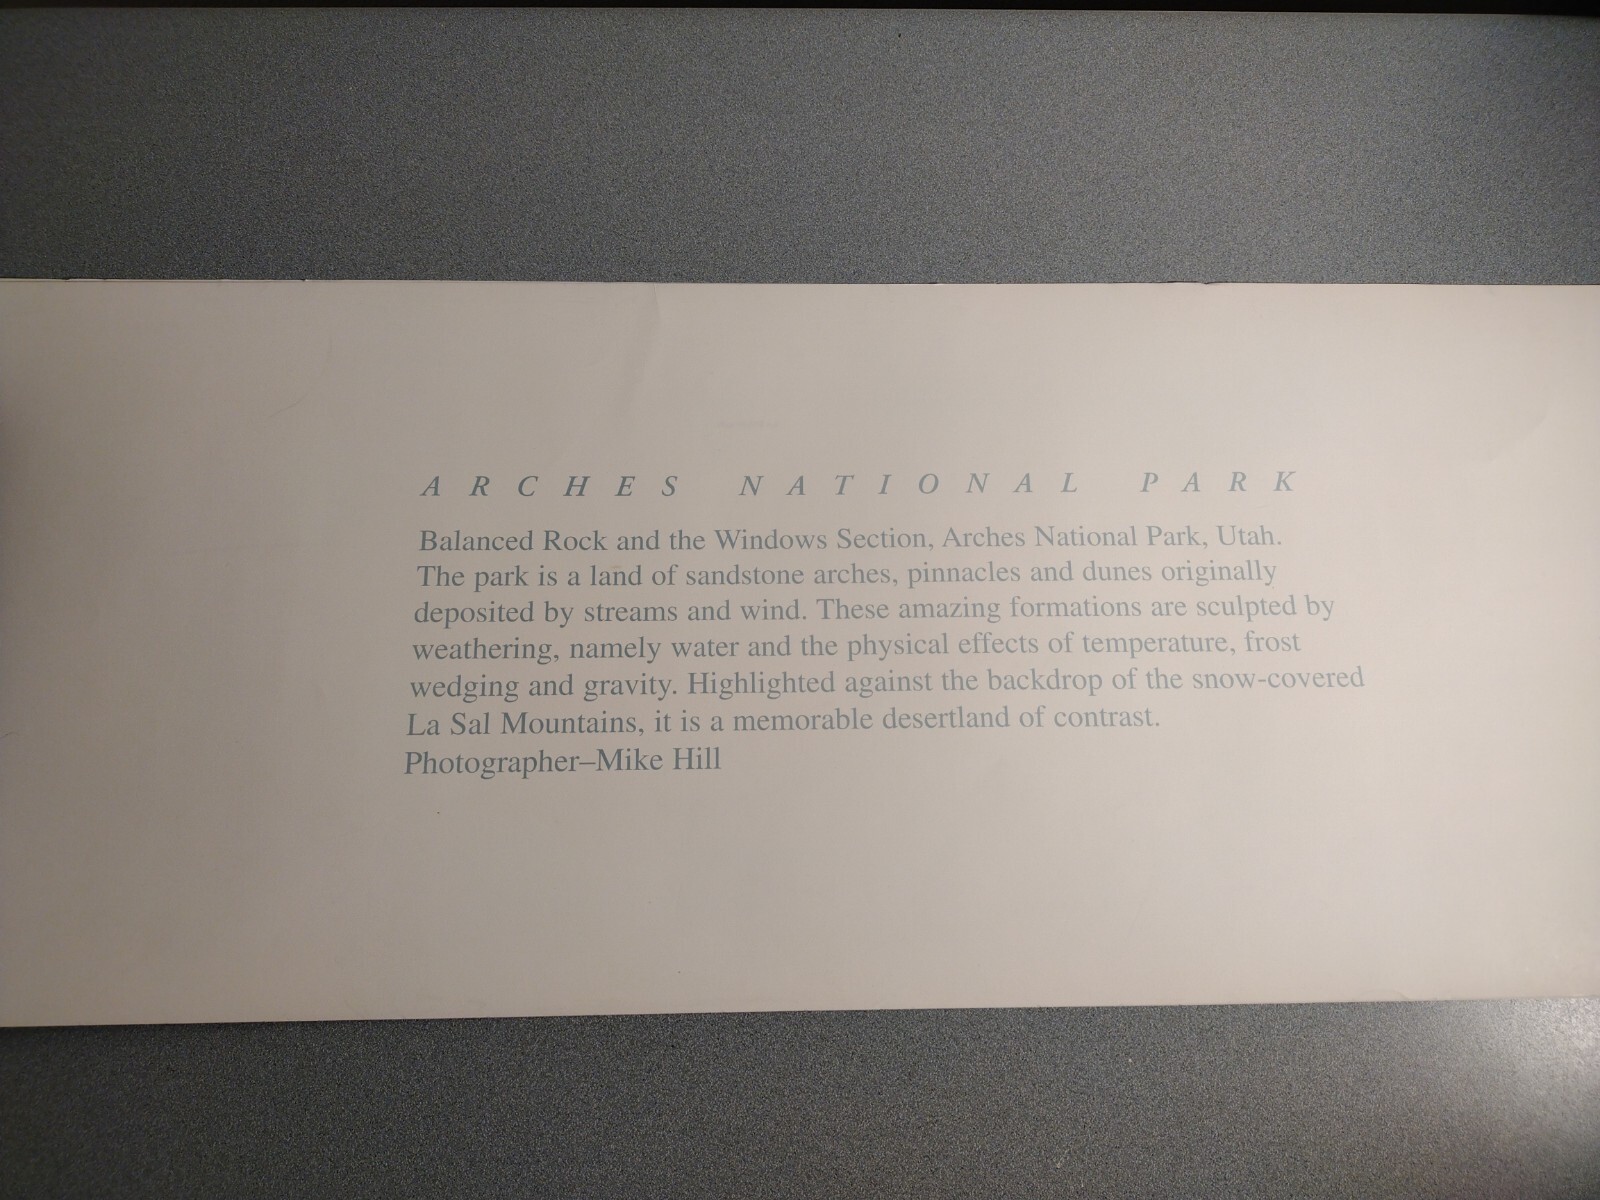 ARCHES NATIONAL PARK
Balanced Rock and the Windows Section, Arches National Park, Utah.
The park is a land of sandstone arches, pinnacles and dunes originally
deposited by streams and wind. These amazing formations are sculpted by
weathering, namely water and the physical effects of temperature, frost
wedging and gravity. Highlighted against the backdrop of the snow-covered
La Sal Mountains, it is a memorable desertland of contrast.
Photographer–Mike Hill